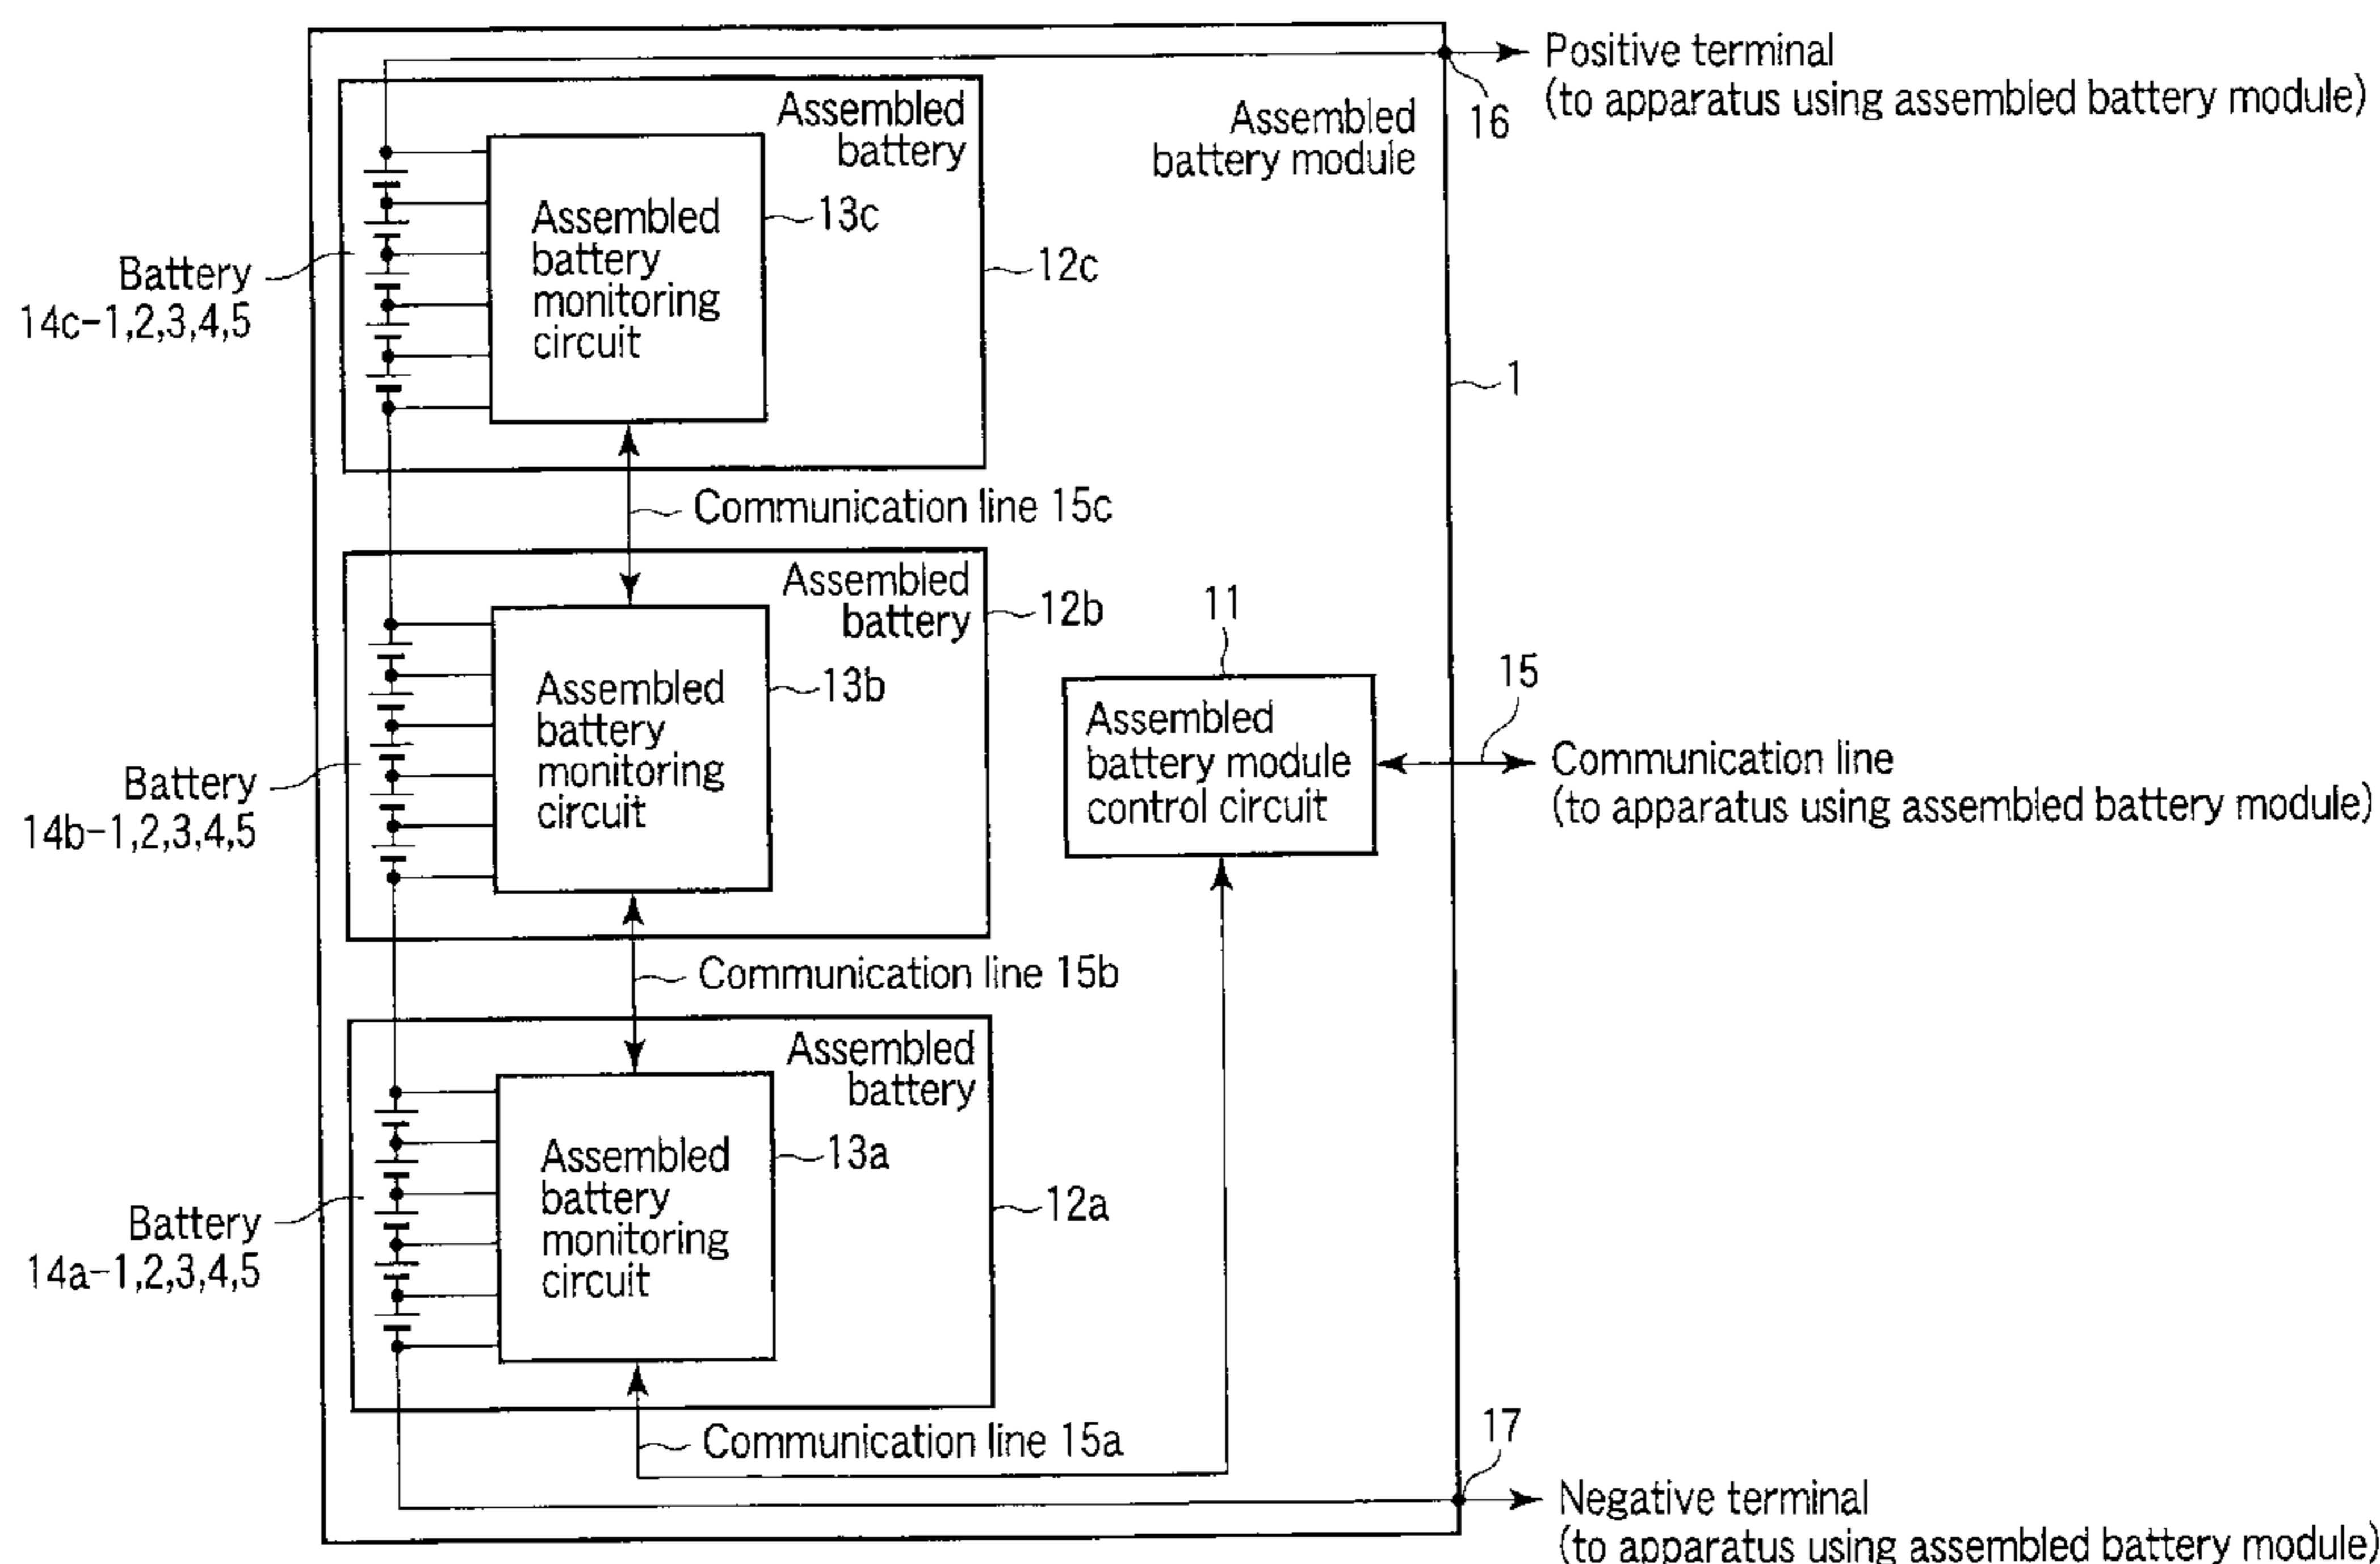 Positive terminal
(to apparatus using assembled battery module)
16
Assembled
battery module
Assembled
battery
Assembled
battery
monitoring
circuit
13c
12c
Battery
14c-1,2,3,4,5
1
Communication line 15c
Assembled
battery
12b
Assembled
battery
monitoring
circuit
13b
Battery
14b-1,2,3,4,5
11
Assembled
battery module
control circuit
15
Communication line
(to apparatus using assembled battery module)
Communication line 15b
Assembled
battery
Assembled
battery
monitoring
circuit
13a
12a
Battery
14a-1,2,3,4,5
Communication line 15a
17
Negative terminal
(to apparatus using assembled battery module)